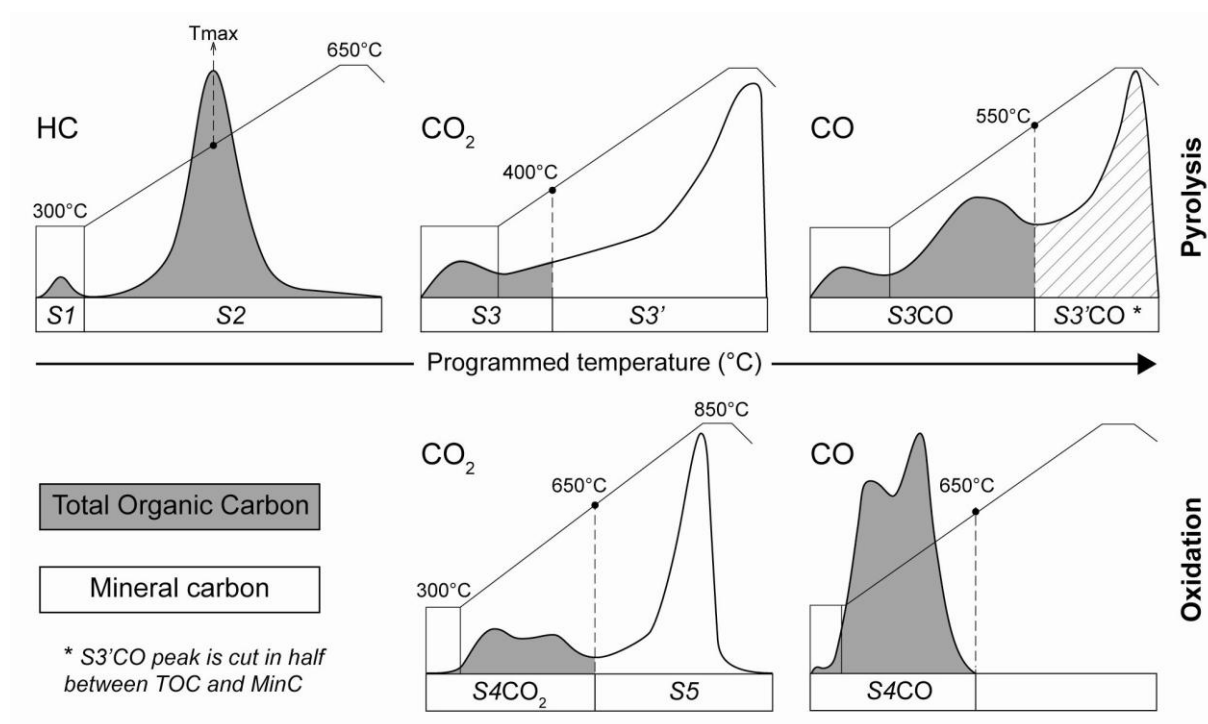 Tmax
650°C
HC
300°C
S1
S2
CO2
400°C
S3
S3'
CO
550°C
S3CO
S3'CO *
Pyrolysis
Programmed temperature (°C)
Total Organic Carbon
Mineral carbon
* S3'CO peak is cut in half
between TOC and MinC
CO2
850°C
650°C
300°C
S4CO2
S5
CO
650°C
S4CO
Oxidation